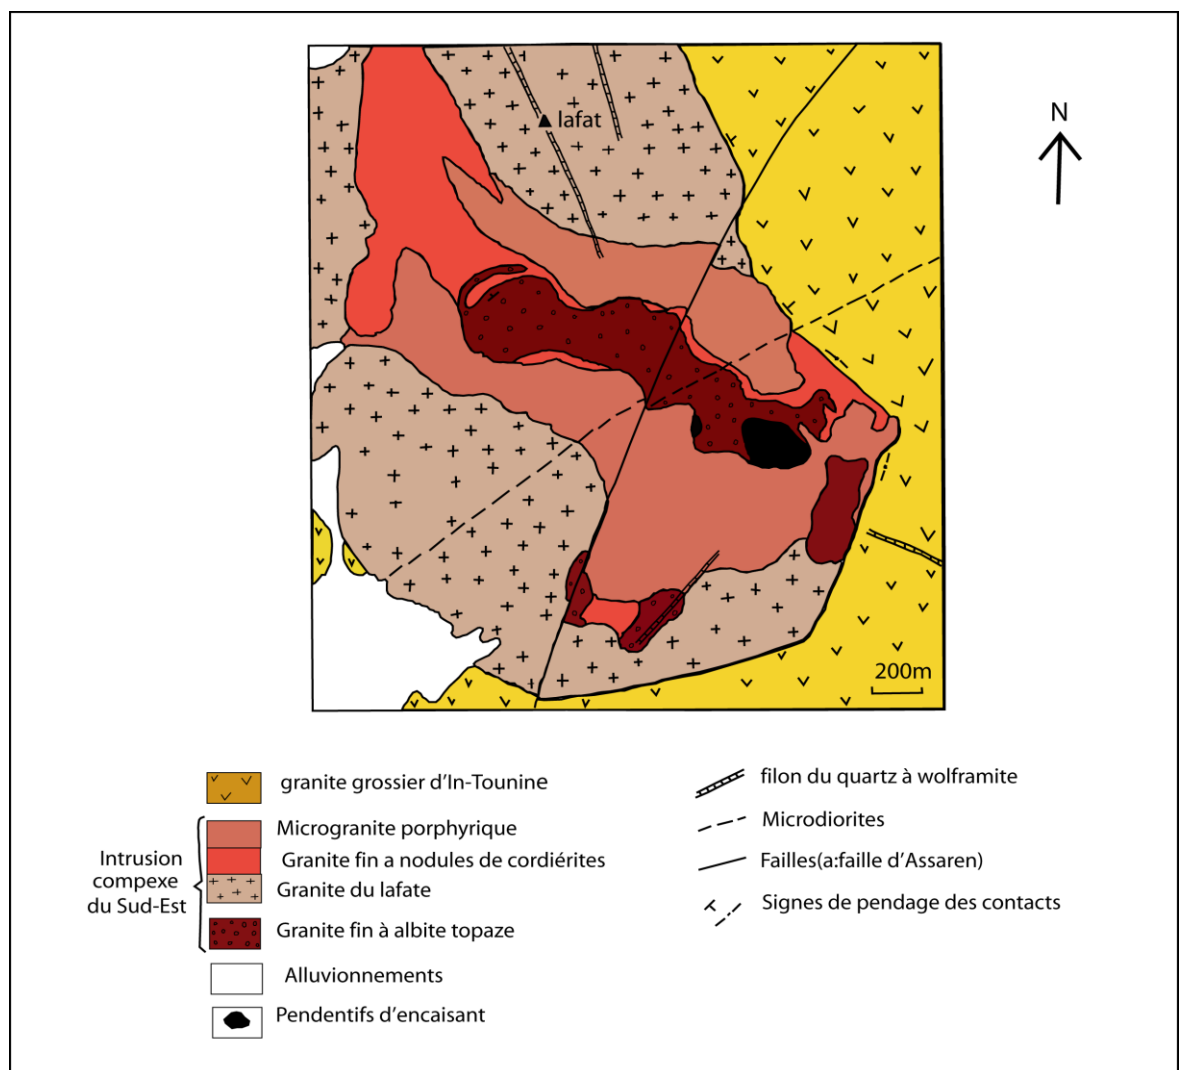 lafat
N
200m
granite grossier d'In-Tounine
Microgranite porphyrique
Granite fin a nodules de cordiérites
Granite du lafate
Granite fin à albite topaze
Intrusion
compexe
du Sud-Est
Alluvionnements
Pendentifs d'encaisant
filon du quartz à wolframite
Microdiorites
Failles(a:faille d'Assaren)
Signes de pendage des contacts